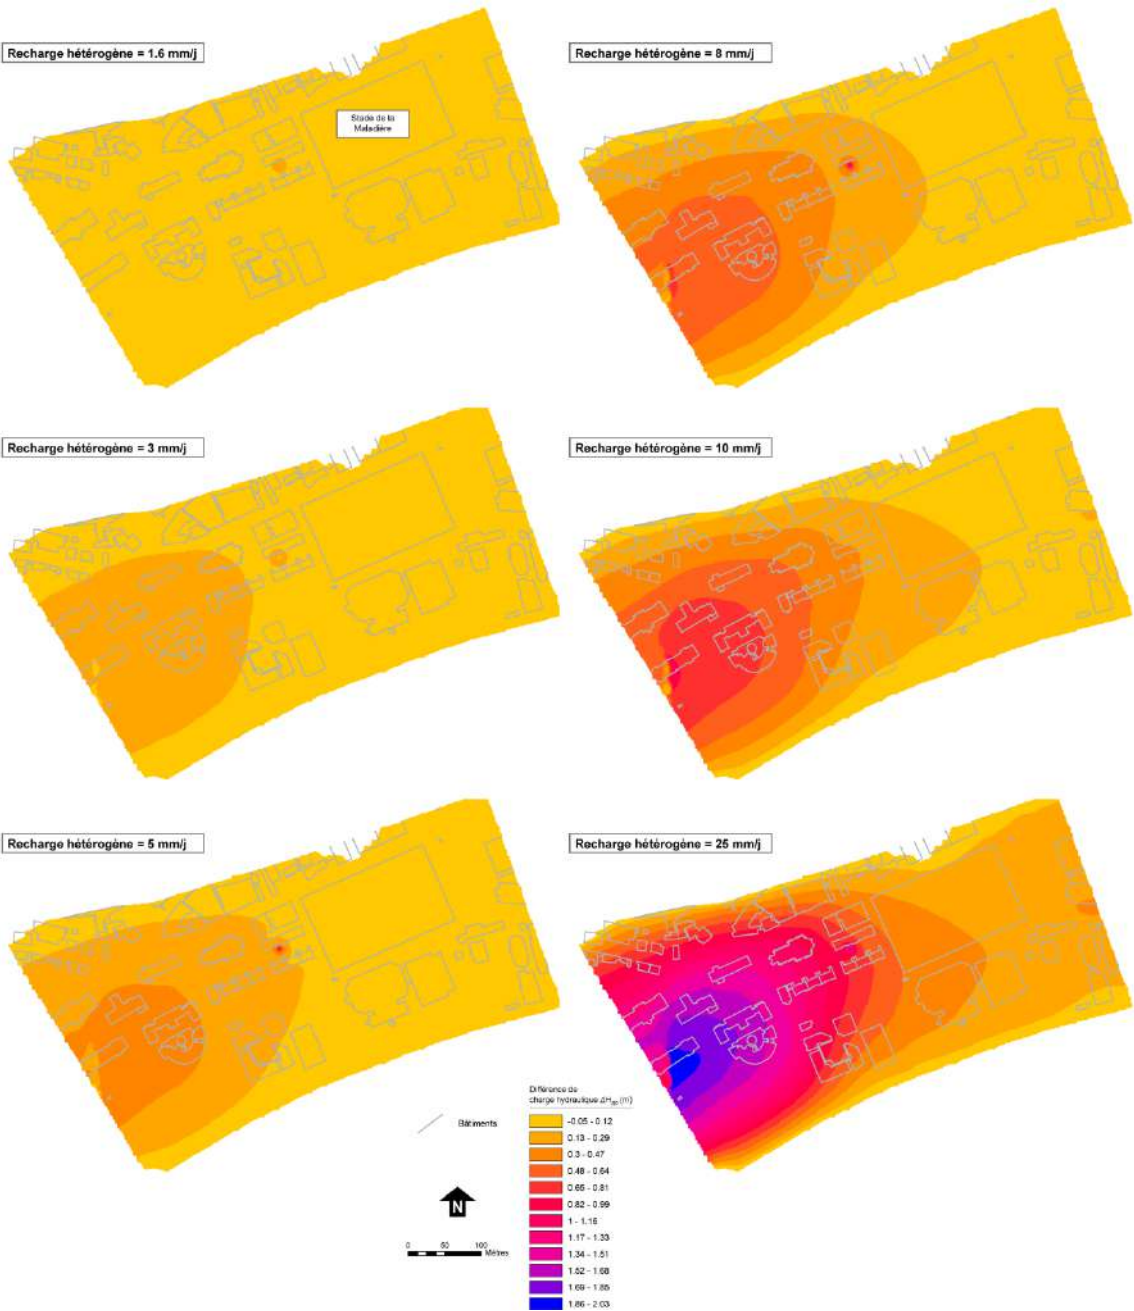 Recharge hétérogène = 1.6 mm/j
Recharge hétérogène = 8 mm/j
Stade de la
Maladière
Recharge hétérogène = 3 mm/j
Recharge hétérogène = 10 mm/j
Recharge hétérogène = 5 mm/j
Recharge hétérogène = 25 mm/j
Différence de
charge hydraulique ΔH (m)
Bâtiments
-0.05 - 0.12
0.13 - 0.29
0.3 - 0.47
0.48 - 0.64
0.65 - 0.81
0.82 - 0.99
1 - 1.16
1.17 - 1.33
1.34 - 1.51
1.52 - 1.68
1.69 - 1.85
1.86 - 2.03
N
0 50 100
Mètres